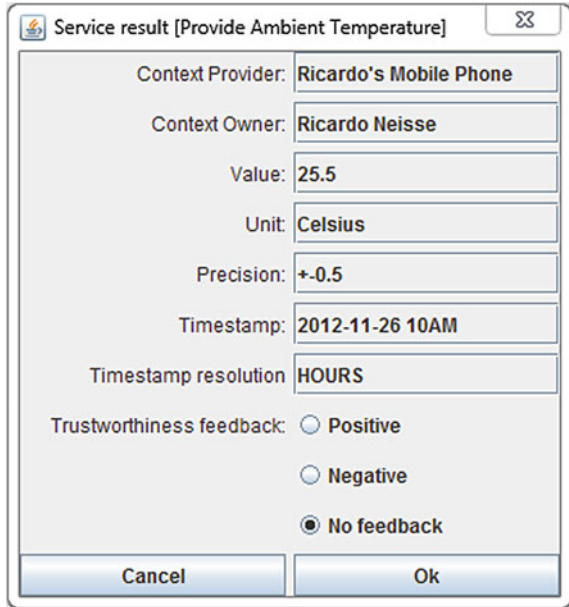 Service result [Provide Ambient Temperature]
Context Provider: Ricardo's Mobile Phone
Context Owner: Ricardo Neisse
Value: 25.5
Unit: Celsius
Precision: +-0.5
Timestamp: 2012-11-26 10AM
Timestamp resolution HOURS
Trustworthiness feedback: Positive
Negative
No feedback
Cancel Ok